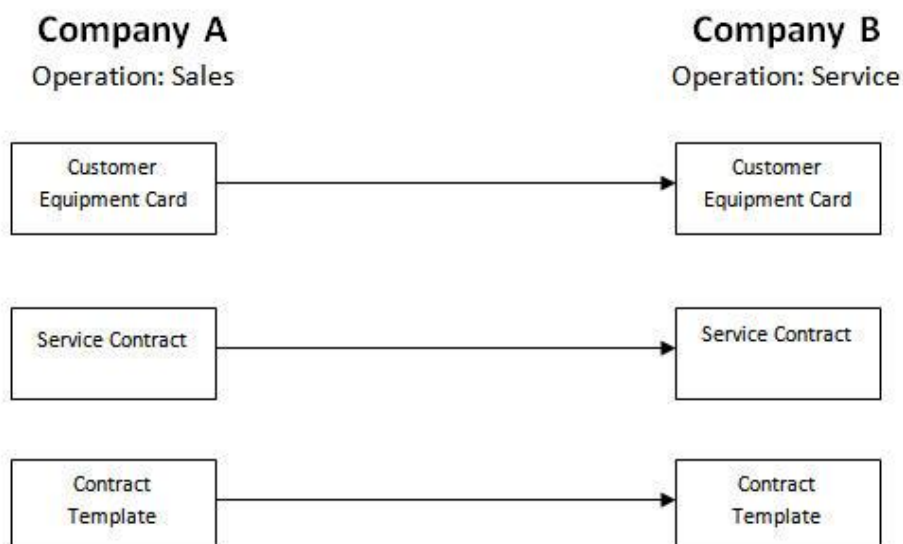 Company A
Operation: Sales
Company B
Operation: Service
Customer
Equipment Card
Customer
Equipment Card
Service Contract
Service Contract
Contract
Template
Contract
Template